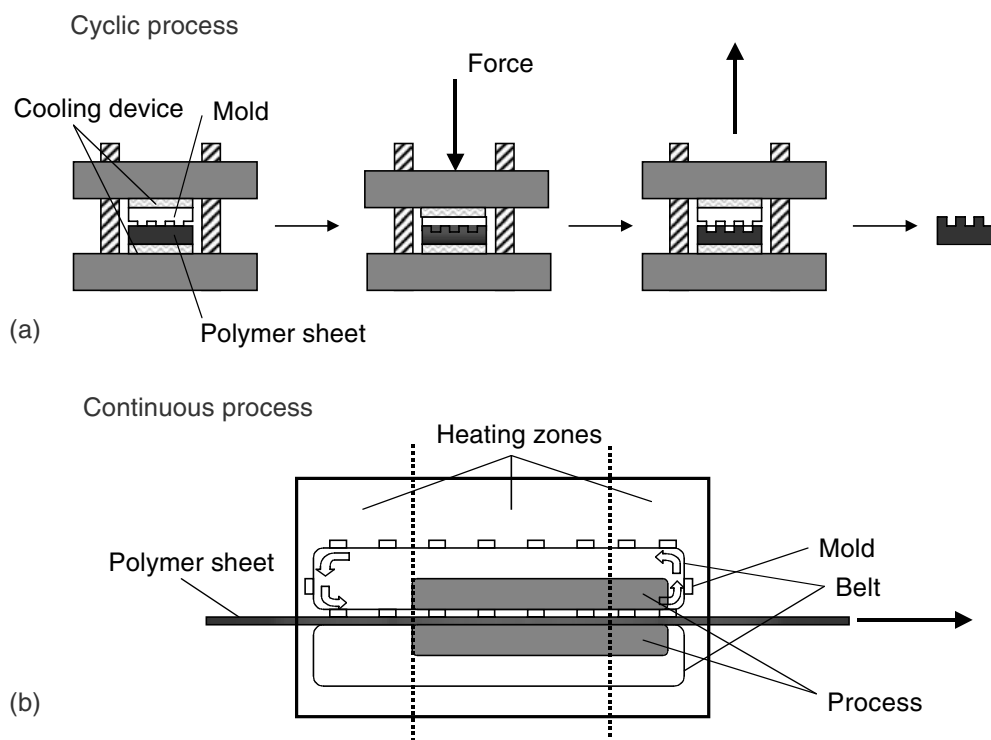 Cyclic process
Force
Cooling device
Mold
Polymer sheet
(a)
Continuous process
Heating zones
Polymer sheet
Mold
Belt
Process
(b)